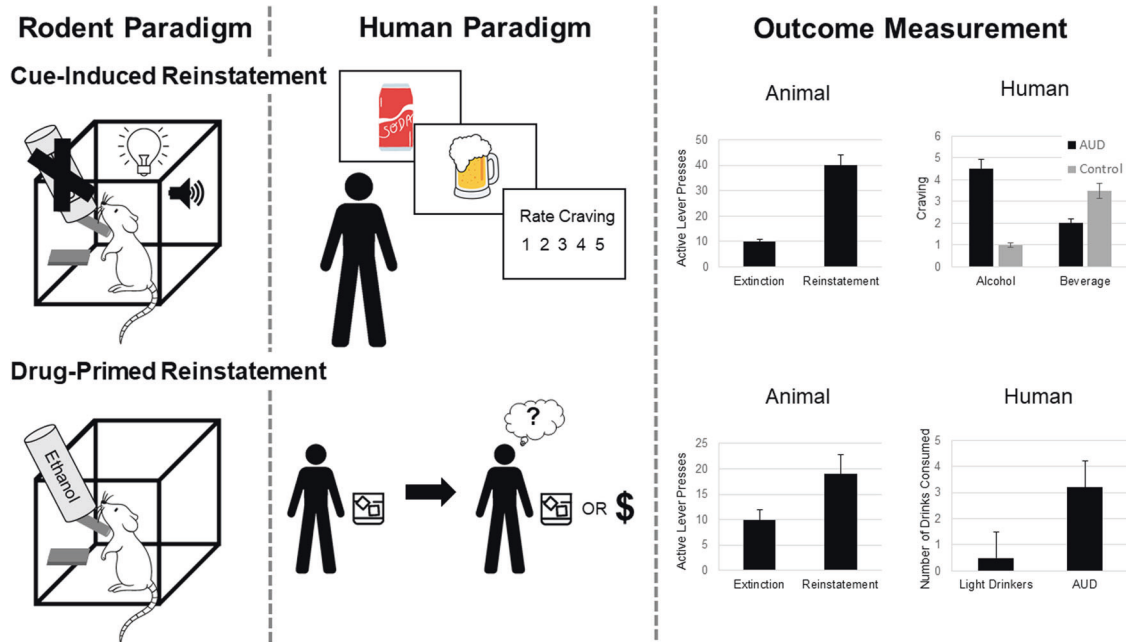 Rodent Paradigm
Human Paradigm
Outcome Measurement
Cue-Induced Reinstatement
SODA
Rate Craving
1 2 3 4 5
Animal
Active Lever Presses
50
40
30
20
10
0
Extinction Reinstatement
Human
Craving
6
5
4
3
2
1
0
AUD
Control
Alcohol Beverage
Drug-Primed Reinstatement
Ethanol
?
OR $
Animal
Active Lever Presses
25
20
15
10
5
0
Extinction Reinstatement
Human
Number of Drinks Consumed
5
4
3
2
1
0
Light Drinkers AUD